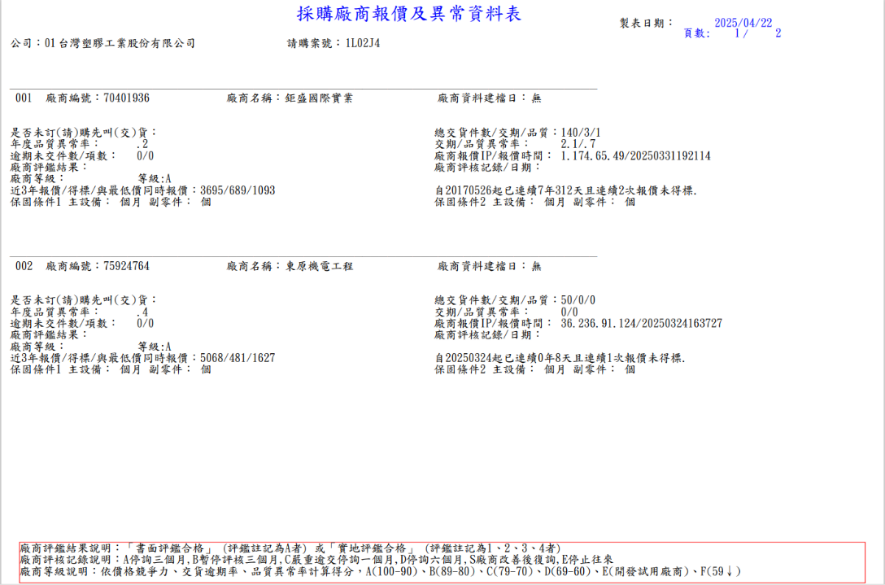 採購廠商報價及異常資料表
製表日期： 2025/04/22
頁數: 1/ 2
公司：01台灣塑膠工業股份有限公司 請購案號：1L02J4
001 廠商編號：70401936 廠商名稱：鉅盛國際實業 廠商資料建檔日：無
是否未訂(請)購先叫(交)貨： 總交貨件數/交期/品質：140/3/1
年度品質異常率： .2 交期/品質異常率： 2.1/.7
逾期未交件數/項數： 0/0 廠商報價IP/報價時間： 1.174.65.49/20250331192114
廠商評鑑結果： 廠商評核記錄/日期：
廠商等級： 等級:A
近3年報價/得標/與最低價同時報價：3695/689/1093 自20170526起已連續7年312天且連續2次報價未得標.
保固條件1 主設備： 個月 副零件： 個 保固條件2 主設備： 個月 副零件： 個
002 廠商編號：75924764 廠商名稱：東原機電工程 廠商資料建檔日：無
是否未訂(請)購先叫(交)貨： 總交貨件數/交期/品質：50/0/0
年度品質異常率： .4 交期/品質異常率： 0/0
逾期未交件數/項數： 0/0 廠商報價IP/報價時間： 36.236.91.124/20250324163727
廠商評鑑結果： 廠商評核記錄/日期：
廠商等級： 等級:A
近3年報價/得標/與最低價同時報價：5068/481/1627 自20250324起已連續0年8天且連續1次報價未得標.
保固條件1 主設備： 個月 副零件： 個 保固條件2 主設備： 個月 副零件： 個
廠商評鑑結果說明：「書面評鑑合格」 (評鑑註記為A者) 或「實地評鑑合格」 (評鑑註記為1、2、3、4者)
廠商評核記錄說明：A停詢三個月,B暫停評核三個月,C嚴重逾交停詢一個月,D停詢六個月,S廠商改善後復詢,E停止往來
廠商等級說明：依價格競爭力、交貨逾期率、品質異常率計算得分，A(100-90)、B(89-80)、C(79-70)、D(69-60)、E(開發試用廠商)、F(59↓)